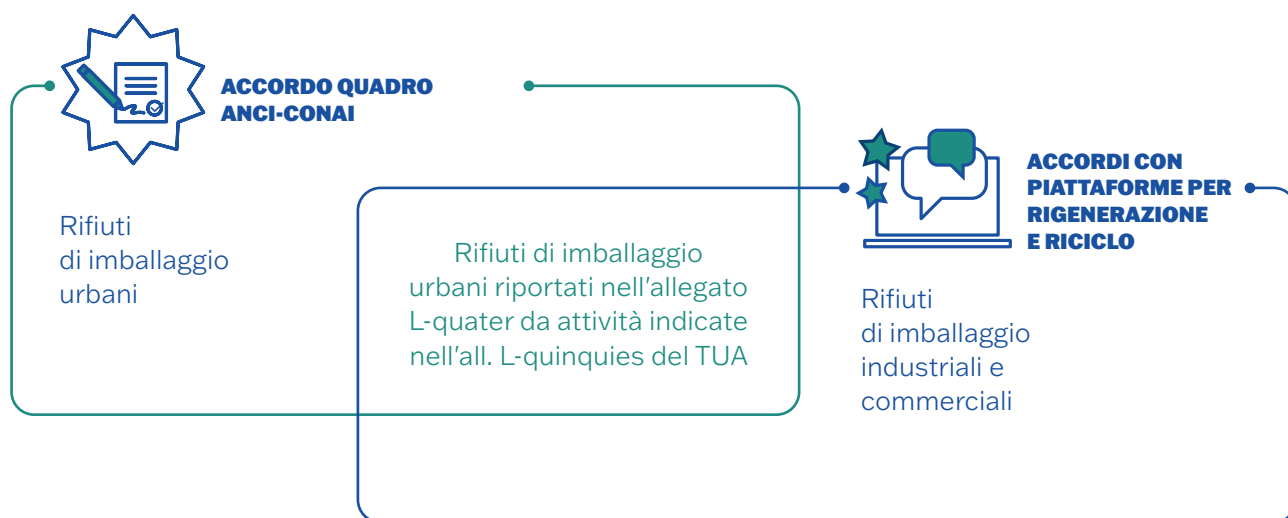 ACCORDO QUADRO
ANCI-CONAI
Rifiuti
di imballaggio
urbani
Rifiuti di imballaggio
urbani riportati nell'allegato
L-quater da attività indicate
nell'all. L-quinquies del TUA
ACCORDI CON
PIATTAFORME PER
RIGENERAZIONE
E RICICLO
Rifiuti
di imballaggio
industriali e
commerciali